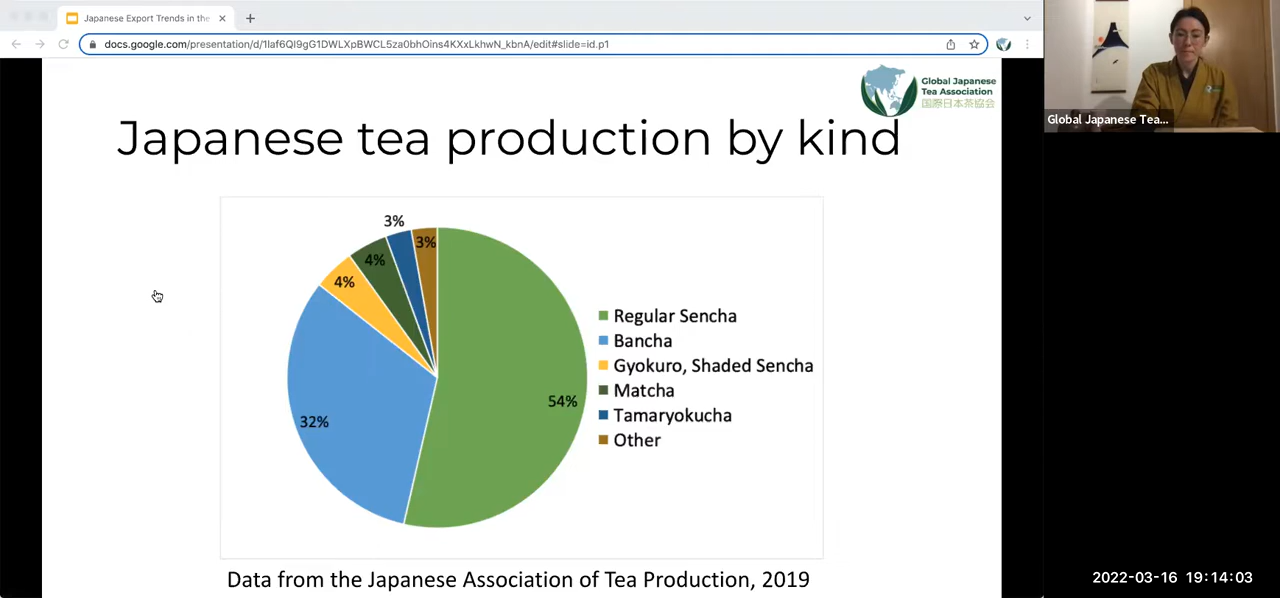 Japanese Export Trends in the
docs.google.com/presentation/d/1Iaf6QI9gG1DWLXpBWCL5za0bhOins4KXxLkhwN_kbnA/edit#slide=id.p1
Global Japanese
Tea Association
国際日本茶協会
Global Japanese Tea...
Japanese tea production by kind
3%
3%
4%
4%
54%
32%
Regular Sencha
Bancha
Gyokuro, Shaded Sencha
Matcha
Tamaryokucha
Other
Data from the Japanese Association of Tea Production, 2019
2022-03-16 19:14:03